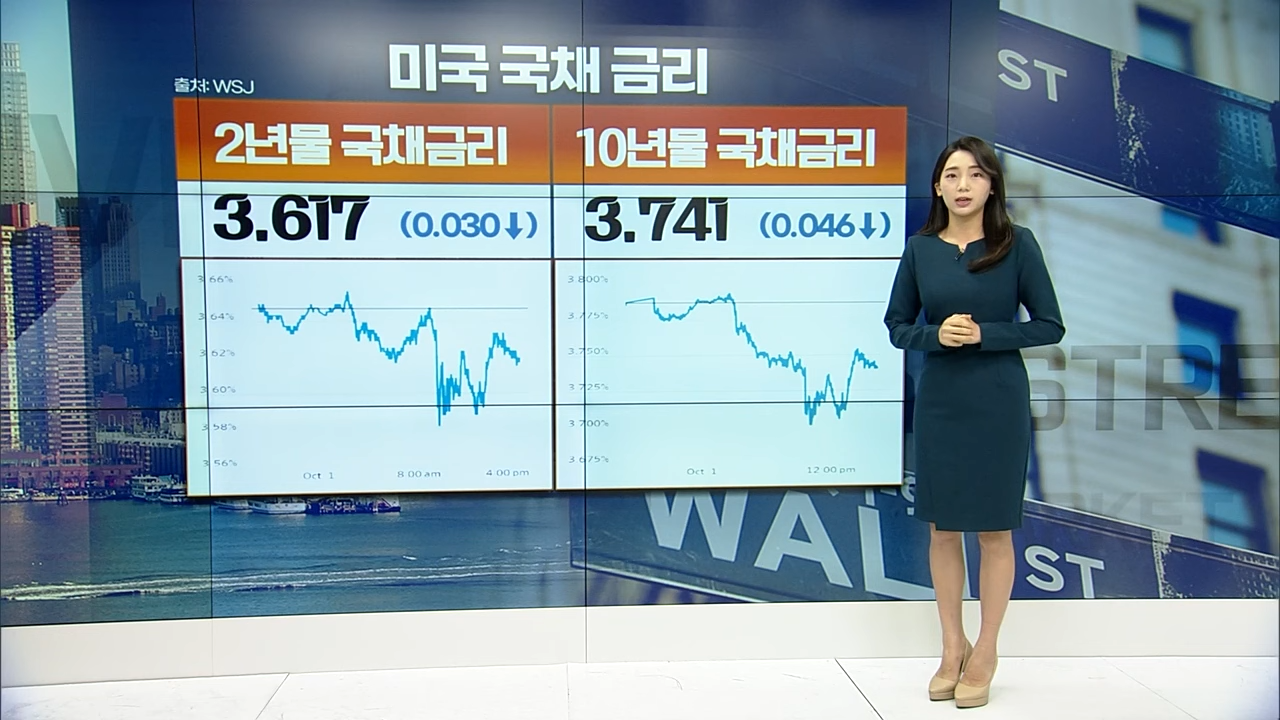 미국 국채 금리
출처: WSJ
2년물 국채금리
10년물 국채금리
3.617 (0.030↓)
3.741 (0.046↓)
3.66%
3.64%
3.62%
3.60%
3.58%
3.56%
Oct 1
8:00 am
4:00 pm
3.800%
3.775%
3.750%
3.725%
3.700%
3.675%
Oct 1
12:00 pm
ST
STRE
WALL
ST